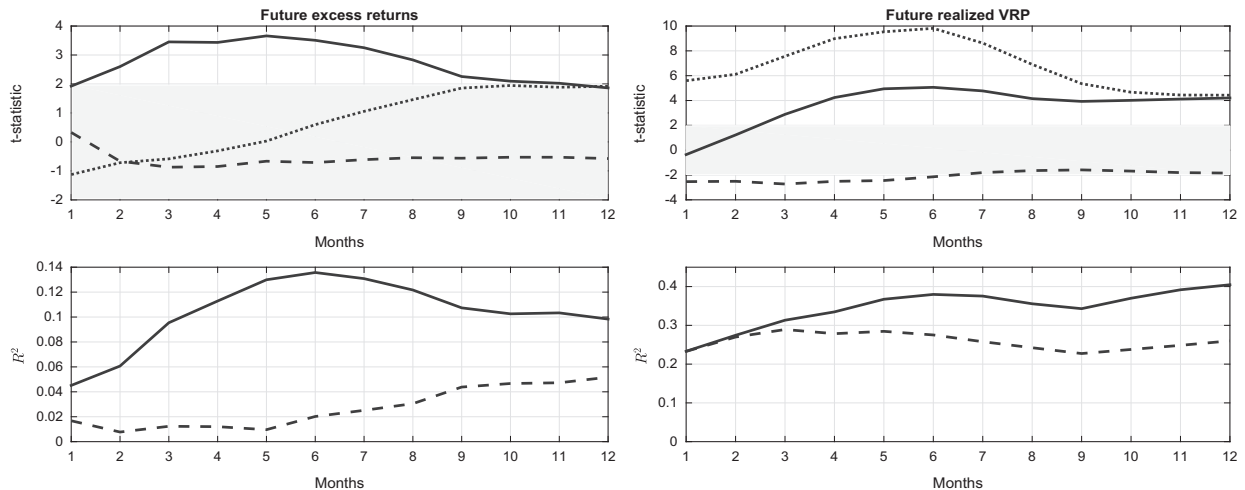 Future excess returns
4
3
2
1
0
-1
-2
t-statistic
1 2 3 4 5 6 7 8 9 10 11 12
Months
Future realized VRP
10
8
6
4
2
0
-2
-4
t-statistic
1 2 3 4 5 6 7 8 9 10 11 12
Months
0.14
0.12
0.1
0.08
0.06
0.04
0.02
0
R²
1 2 3 4 5 6 7 8 9 10 11 12
Months
0.4
0.3
0.2
0.1
0
R²
1 2 3 4 5 6 7 8 9 10 11 12
Months